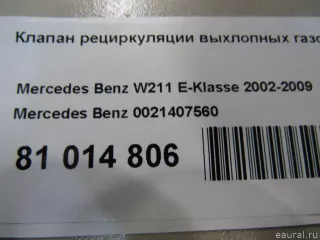 Клапан рециркуляции выхлопных газо
Mercedes Benz W211 E-Klasse 2002-2009
Mercedes Benz 0021407560
81 014 806
eaural.ru